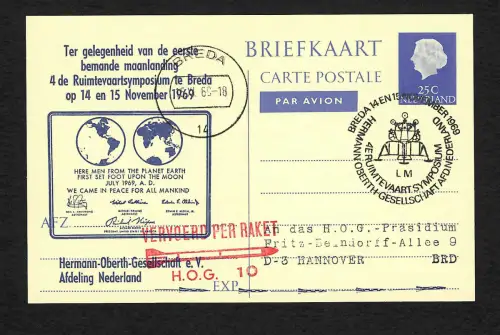 Ter gelegenheid van de eerste
bemande maanlanding
4 de Ruimtevaartsymposium te Breda
op 14 en 15 November 1969
BREDA
14
BRIEFKAART
CARTE POSTALE
PAR AVION
25C
NEDERLAND
BREDA 14 EN 15 NOVEMBER 1969
4E RUIMTEVAART SYMPOSIUM
HERMANN-OBERTH-GESELLSCHAFT AFD. NEDERLAND
LM
HERE MEN FROM THE PLANET EARTH
FIRST SET FOOT UPON THE MOON
JULY 1969, A. D.
WE CAME IN PEACE FOR ALL MANKIND
AFZ.
VERVOERD PER RAKET
H.O.G. 10
An das H.O.G.-Präsidium
Fritz-Beindorff-Allee 9
D-3 HANNOVER BRD
Hermann-Oberth-Gesellschaft e. V.
Afdeling Nederland
EXP